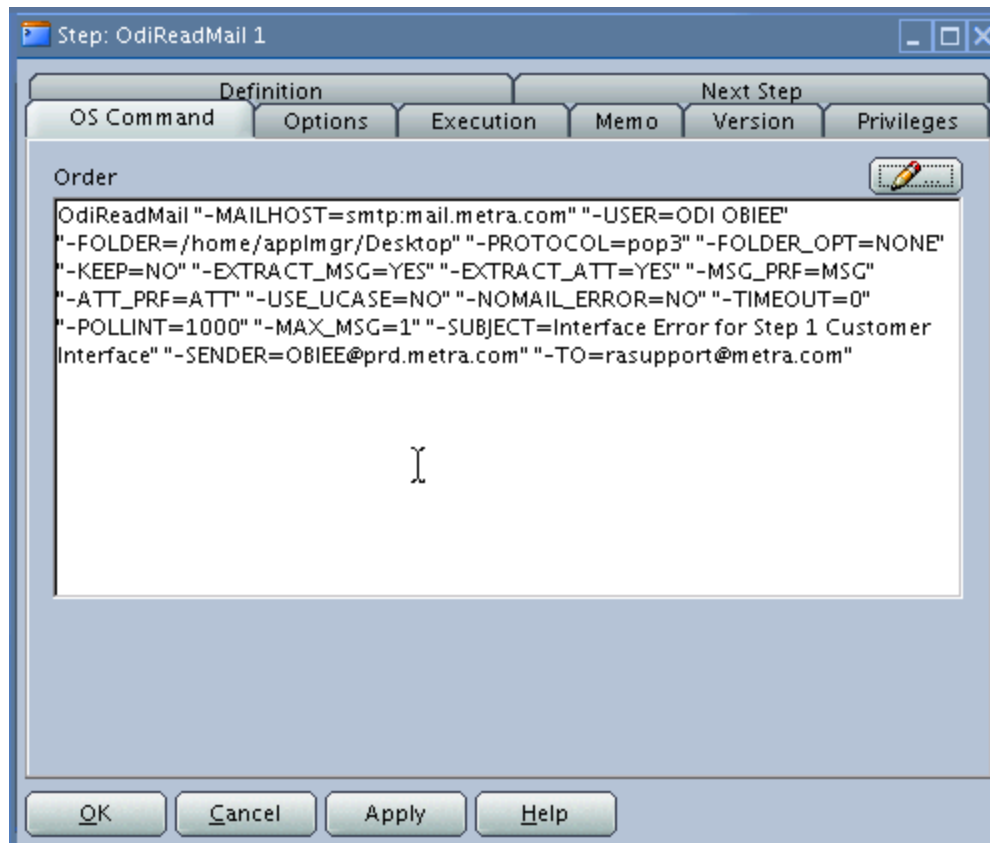 Step: OdiReadMail 1
Definition
Next Step
OS Command
Options
Execution
Memo
Version
Privileges
Order
...
OdiReadMail "-MAILHOST=smtp:mail.metra.com" "-USER=ODI OBIEE"
"-FOLDER=/home/applmgr/Desktop" "-PROTOCOL=pop3" "-FOLDER_OPT=NONE"
"-KEEP=NO" "-EXTRACT_MSG=YES" "-EXTRACT_ATT=YES" "-MSG_PRF=MSG"
"-ATT_PRF=ATT" "-USE_UCASE=NO" "-NOMAIL_ERROR=NO" "-TIMEOUT=0"
"-POLLINT=1000" "-MAX_MSG=1" "-SUBJECT=Interface Error for Step 1 Customer
Interface" "-SENDER=OBIEE@prd.metra.com" "-TO=rasupport@metra.com"
OK
Cancel
Apply
Help